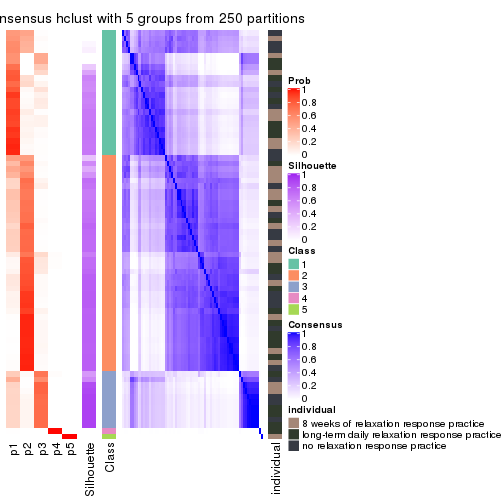 nsensus hclust with 5 groups from 250 partitions
Prob
1
0.8
0.6
0.4
0.2
0
Silhouette
1
0.8
0.6
0.4
0.2
0
Class
1
2
3
4
5
Consensus
1
0.8
0.6
0.4
0.2
0
individual
8 weeks of relaxation response practice
long-term daily relaxation response practice
no relaxation response practice
p1
p2
p3
p4
p5
Silhouette
Class
individual